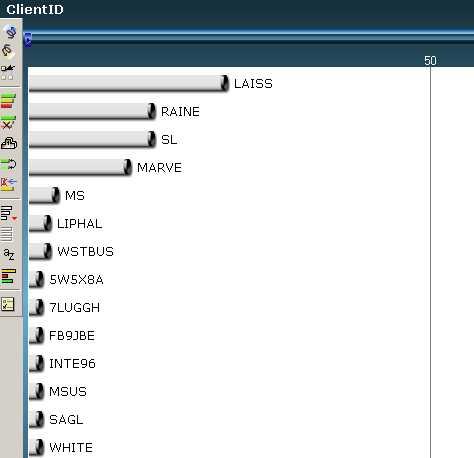 ClientID
50
LAISS
RAINE
SL
MARVE
MS
LIPHAL
WSTBUS
5W5X8A
7LUGGH
FB9JBE
INTE96
MSUS
SAGL
WHITE